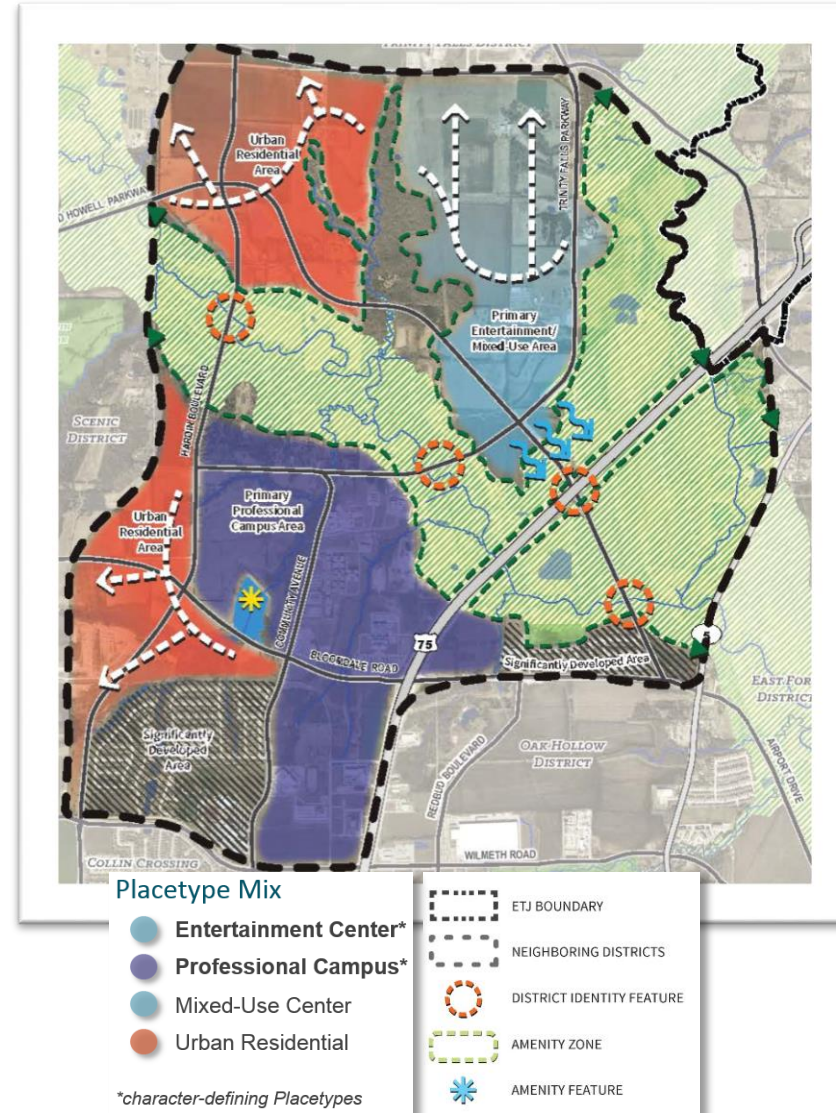 TRINITY FALLS DISTRICT
Urban
Residential
Area
TRINITY FALLS PARKWAY
D HOWELL PARKWAY
Primary
Entertainment/
Mixed-Use Area
HARDIN BOULEVARD
SCENIC
DISTRICT
Primary
Professional
Campus Area
Urban
Residential
Area
COMMUNITY AVENUE
75
5
BLOOMDALE ROAD
Significantly Developed Area
EAST FOR
DISTRIC
Significantly
Developed
Area
OAK HOLLOW
DISTRICT
REDBUD BOULEVARD
AIRPORT DRIVE
WILMETH ROAD
COLLIN CROSSING
Placetype Mix
Entertainment Center*
Professional Campus*
Mixed-Use Center
Urban Residential
*character-defining Placetypes
ETJ BOUNDARY
NEIGHBORING DISTRICTS
DISTRICT IDENTITY FEATURE
AMENITY ZONE
AMENITY FEATURE